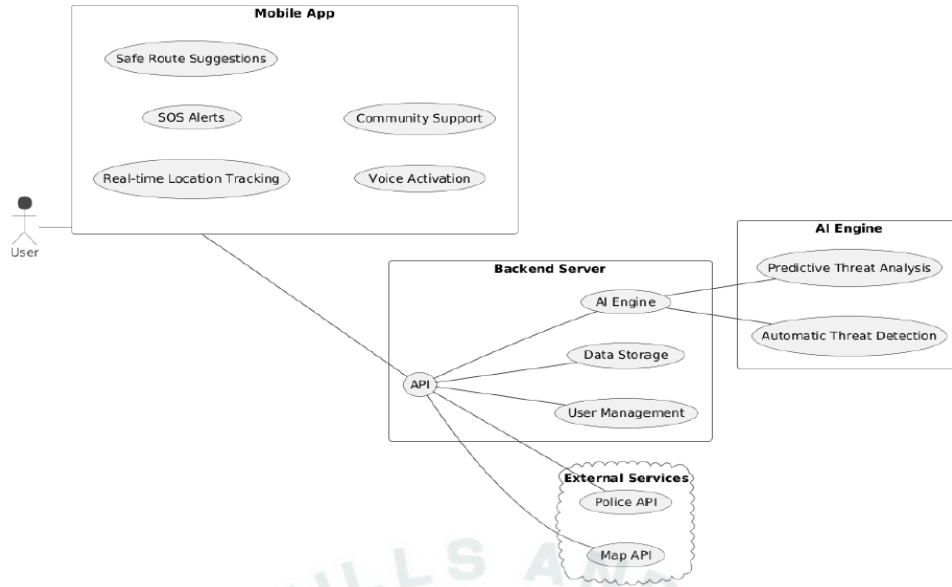 Mobile App
Safe Route Suggestions
SOS Alerts
Community Support
Real-time Location Tracking
Voice Activation
User
Backend Server
AI Engine
Data Storage
API
User Management
AI Engine
Predictive Threat Analysis
Automatic Threat Detection
External Services
Police API
Map API